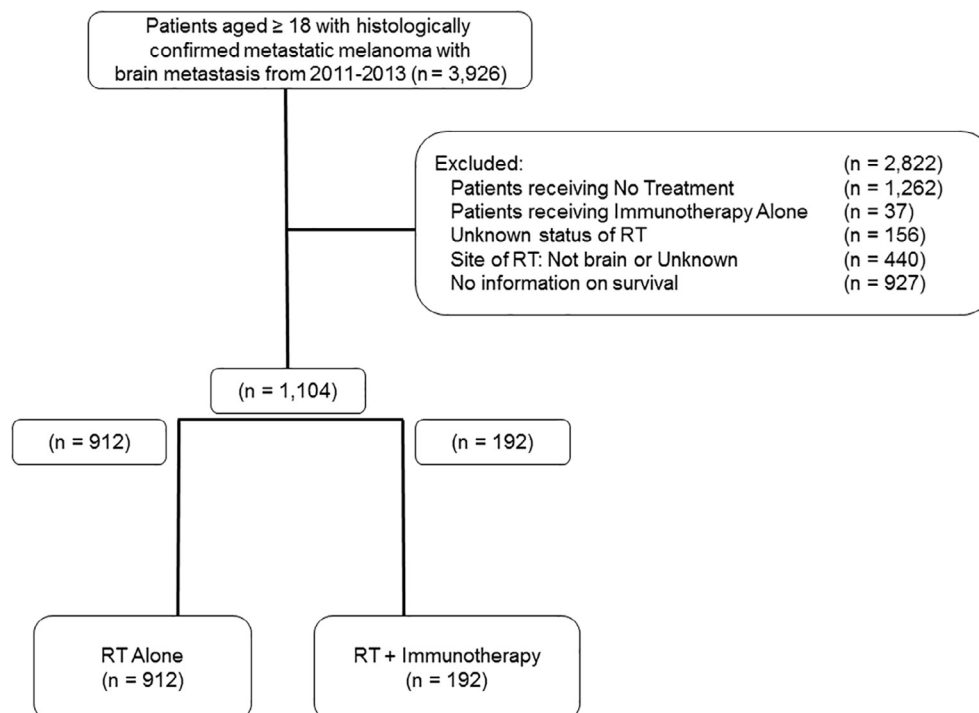 Patients aged ≥ 18 with histologically
confirmed metastatic melanoma with
brain metastasis from 2011-2013 (n = 3,926)
Excluded: (n = 2,822)
Patients receiving No Treatment (n = 1,262)
Patients receiving Immunotherapy Alone (n = 37)
Unknown status of RT (n = 156)
Site of RT: Not brain or Unknown (n = 440)
No information on survival (n = 927)
(n = 1,104)
(n = 912) (n = 192)
RT Alone
(n = 912)
RT + Immunotherapy
(n = 192)